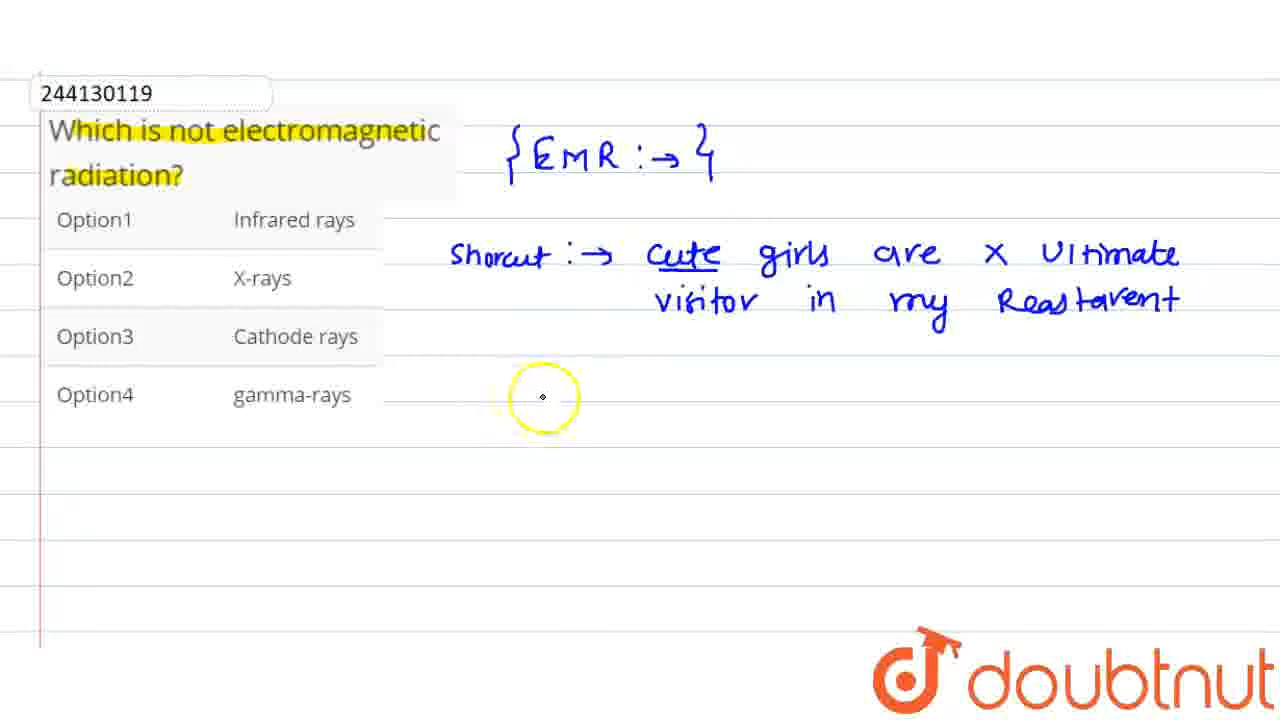 244130119
Which is not electromagnetic
radiation?
{ EMR :→ }
Option1 Infrared rays
Shorcut :→ cute girls are X Ultimate
visitor in my Reastarent
Option2 X-rays
Option3 Cathode rays
Option4 gamma-rays
doubtnut